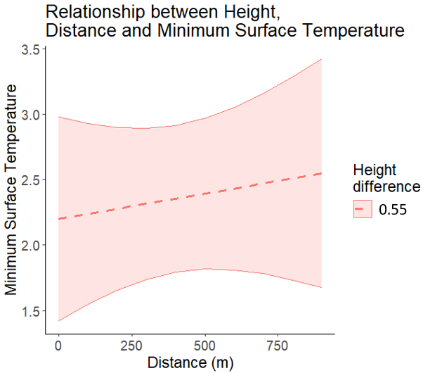 Relationship between Height,
Distance and Minimum Surface Temperature
3.5
3.0
2.5
2.0
1.5
Minimum Surface Temperature
0
250
500
750
Distance (m)
Height
difference
0.55